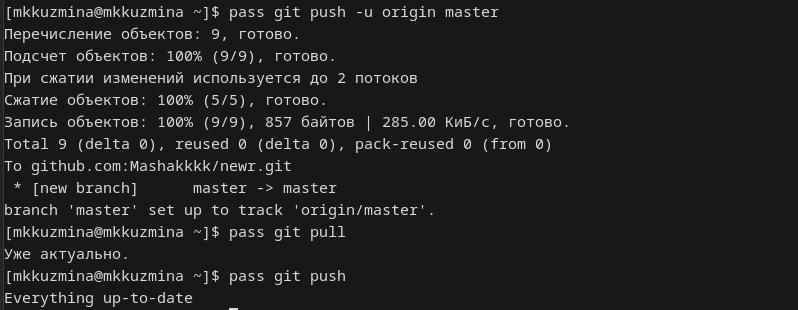 [mkkuzmina@mkkuzmina ~]$ pass git push -u origin master
Перечисление объектов: 9, готово.
Подсчет объектов: 100% (9/9), готово.
При сжатии изменений используется до 2 потоков
Сжатие объектов: 100% (5/5), готово.
Запись объектов: 100% (9/9), 857 байтов | 285.00 КиБ/с, готово.
Total 9 (delta 0), reused 0 (delta 0), pack-reused 0 (from 0)
To github.com:Mashakkkk/newr.git
 * [new branch]      master -> master
branch 'master' set up to track 'origin/master'.
[mkkuzmina@mkkuzmina ~]$ pass git pull
Уже актуально.
[mkkuzmina@mkkuzmina ~]$ pass git push
Everything up-to-date